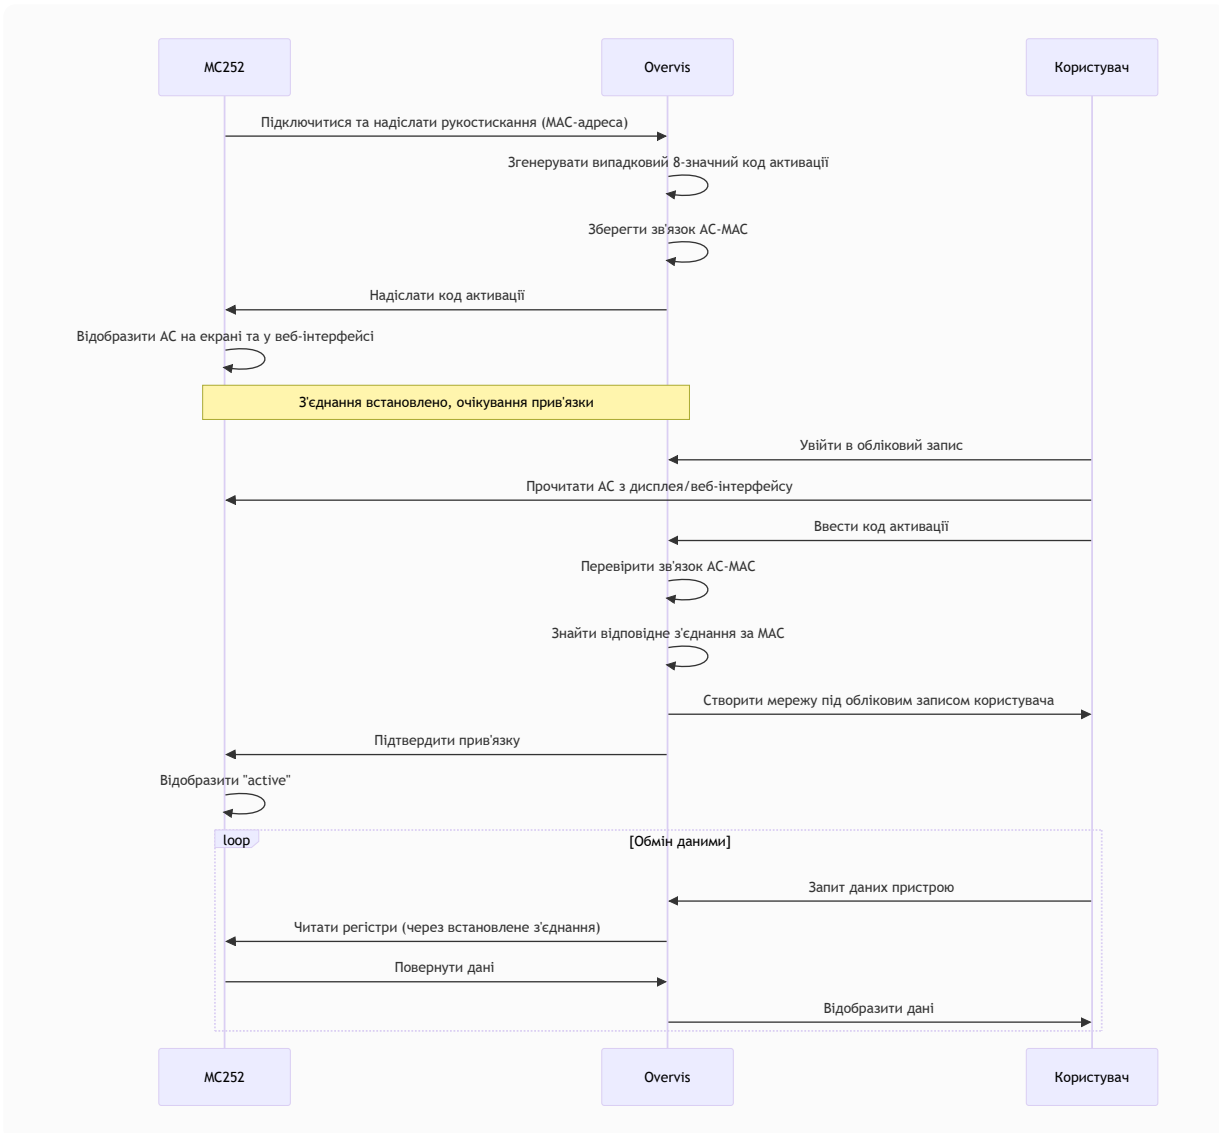 MC252
Overvis
Користувач
Підключитися та надіслати рукостискання (MAC-адреса)
Згенерувати випадковий 8-значний код активації
Зберегти зв'язок AC-MAC
Надіслати код активації
Відобразити AC на екрані та у веб-інтерфейсі
З'єднання встановлено, очікування прив'язки
Увійти в обліковий запис
Прочитати AC з дисплея/веб-інтерфейсу
Ввести код активації
Перевірити зв'язок AC-MAC
Знайти відповідне з'єднання за MAC
Створити мережу під обліковим записом користувача
Підтвердити прив'язку
Відобразити "active"
loop
[Обмін даними]
Запит даних пристрою
Читати регістри (через встановлене з'єднання)
Повернути дані
Відобразити дані
MC252
Overvis
Користувач